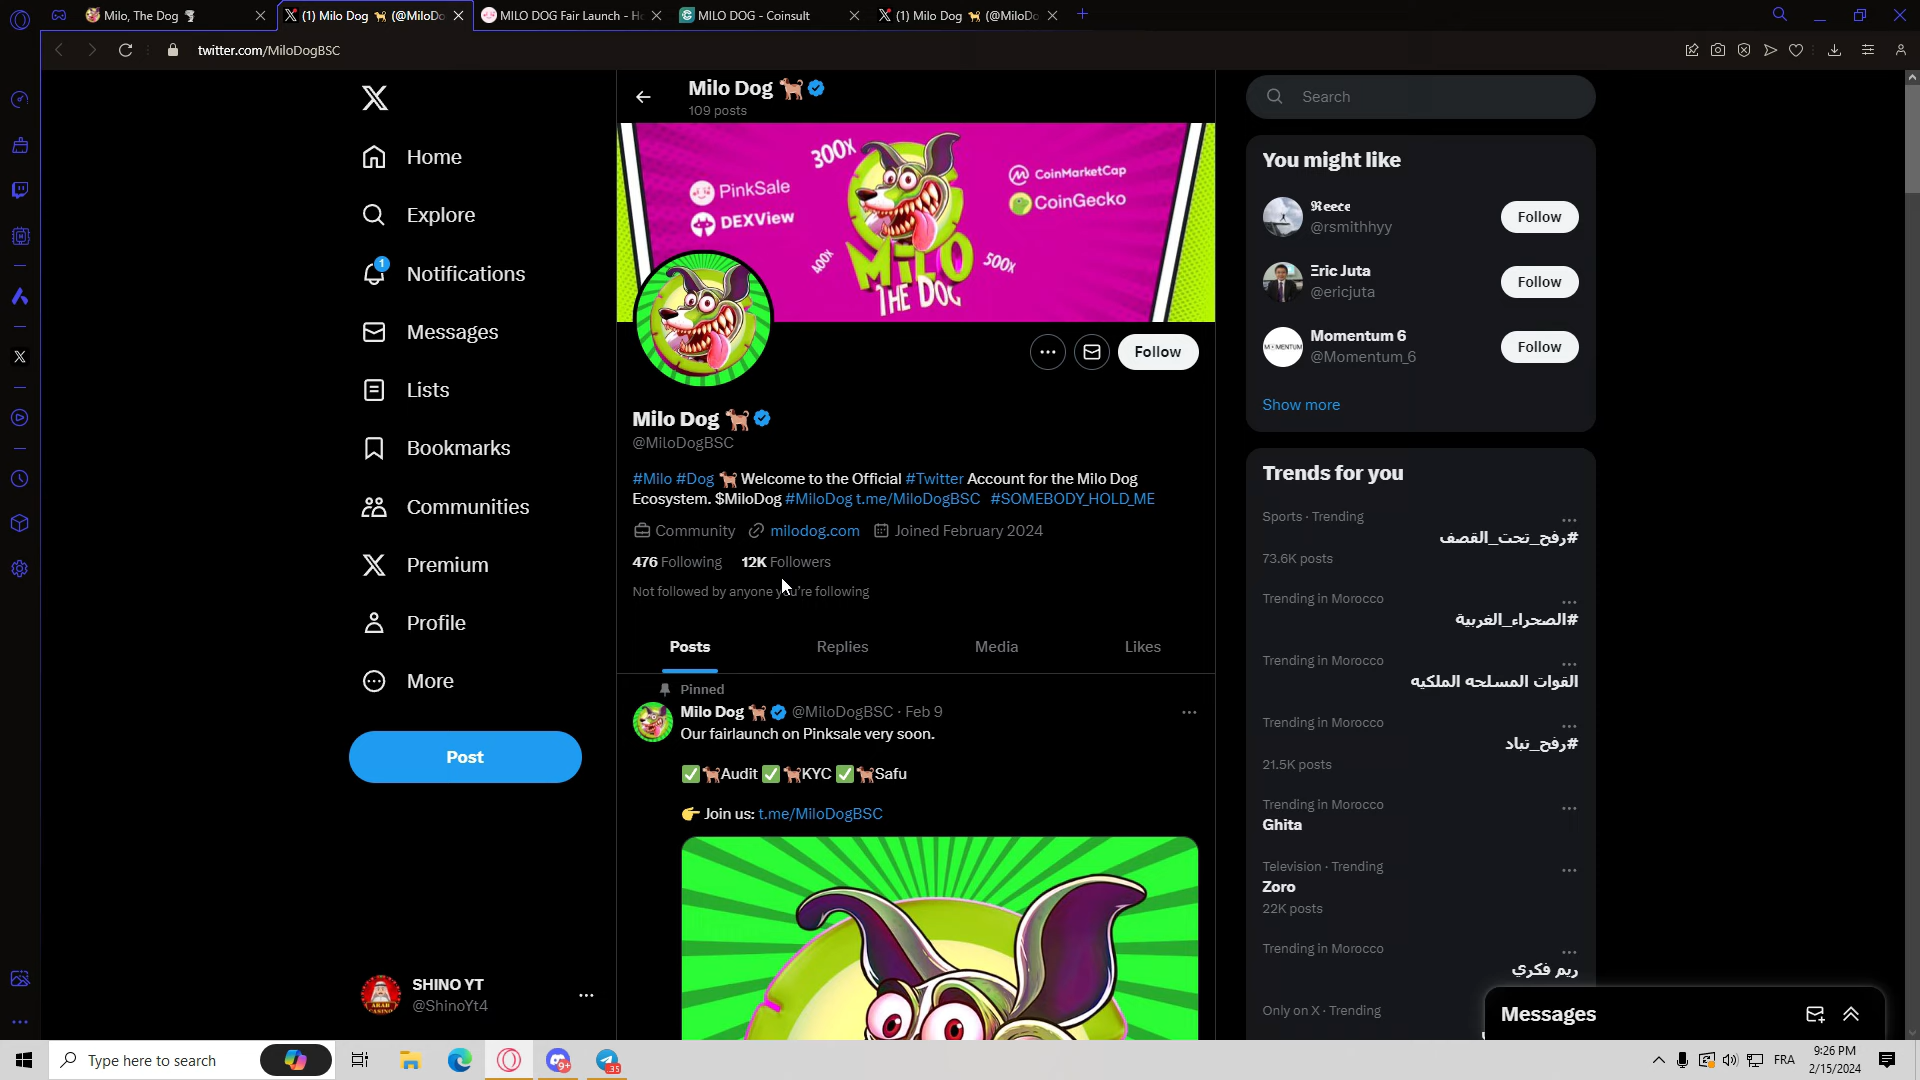 Milo, The Dog
(1) Milo Dog (@MiloDo
MILO DOG Fair Launch - H
MILO DOG - Coinsult
(1) Milo Dog (@MiloDo
twitter.com/MiloDogBSC
Home
Explore
1
Notifications
Messages
Lists
Bookmarks
Communities
Premium
Profile
More
Post
SHINO YT
@ShinoYt4
Milo Dog
109 posts
PinkSale
DEXView
300X
400X
500X
MILO
THE DOG
CoinMarketCap
CoinGecko
Follow
Milo Dog
@MiloDogBSC
#Milo #Dog Welcome to the Official #Twitter Account for the Milo Dog
Ecosystem. $MiloDog #MiloDog t.me/MiloDogBSC #SOMEBODY_HOLD_ME
Community milodog.com Joined February 2024
476 Following 12K Followers
Not followed by anyone you're following
Posts Replies Media Likes
Pinned
Milo Dog @MiloDogBSC · Feb 9
Our fairlaunch on Pinksale very soon.
✅Audit ✅KYC ✅Safu
👉 Join us: t.me/MiloDogBSC
Search
You might like
ℜ𝔢𝔢𝔠𝔢
@rsmithhyy
Follow
Ξric Juta
@ericjuta
Follow
MOMENTUM
Momentum 6
@Momentum_6
Follow
Show more
Trends for you
Sports · Trending
#رفح_تحت_القصف
73.6K posts
Trending in Morocco
#الصحراء_الغربية
Trending in Morocco
القوات المسلحه الملكيه
Trending in Morocco
#رفح_تباد
21.5K posts
Trending in Morocco
Ghita
Television · Trending
Zoro
22K posts
Trending in Morocco
ريم فكري
Only on X · Trending
Messages
Type here to search
9+
35
FRA
9:26 PM
2/15/2024